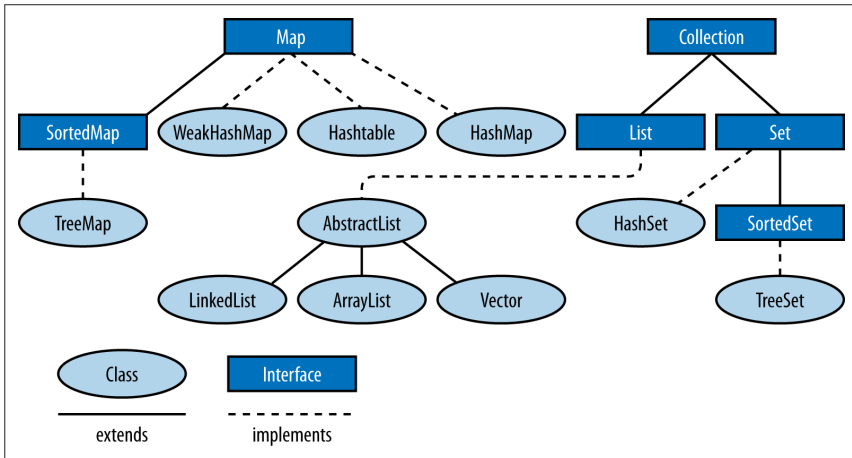 Map
Collection
SortedMap
WeakHashMap
Hashtable
HashMap
List
Set
TreeMap
AbstractList
HashSet
SortedSet
LinkedList
ArrayList
Vector
TreeSet
Class
Interface
extends
implements